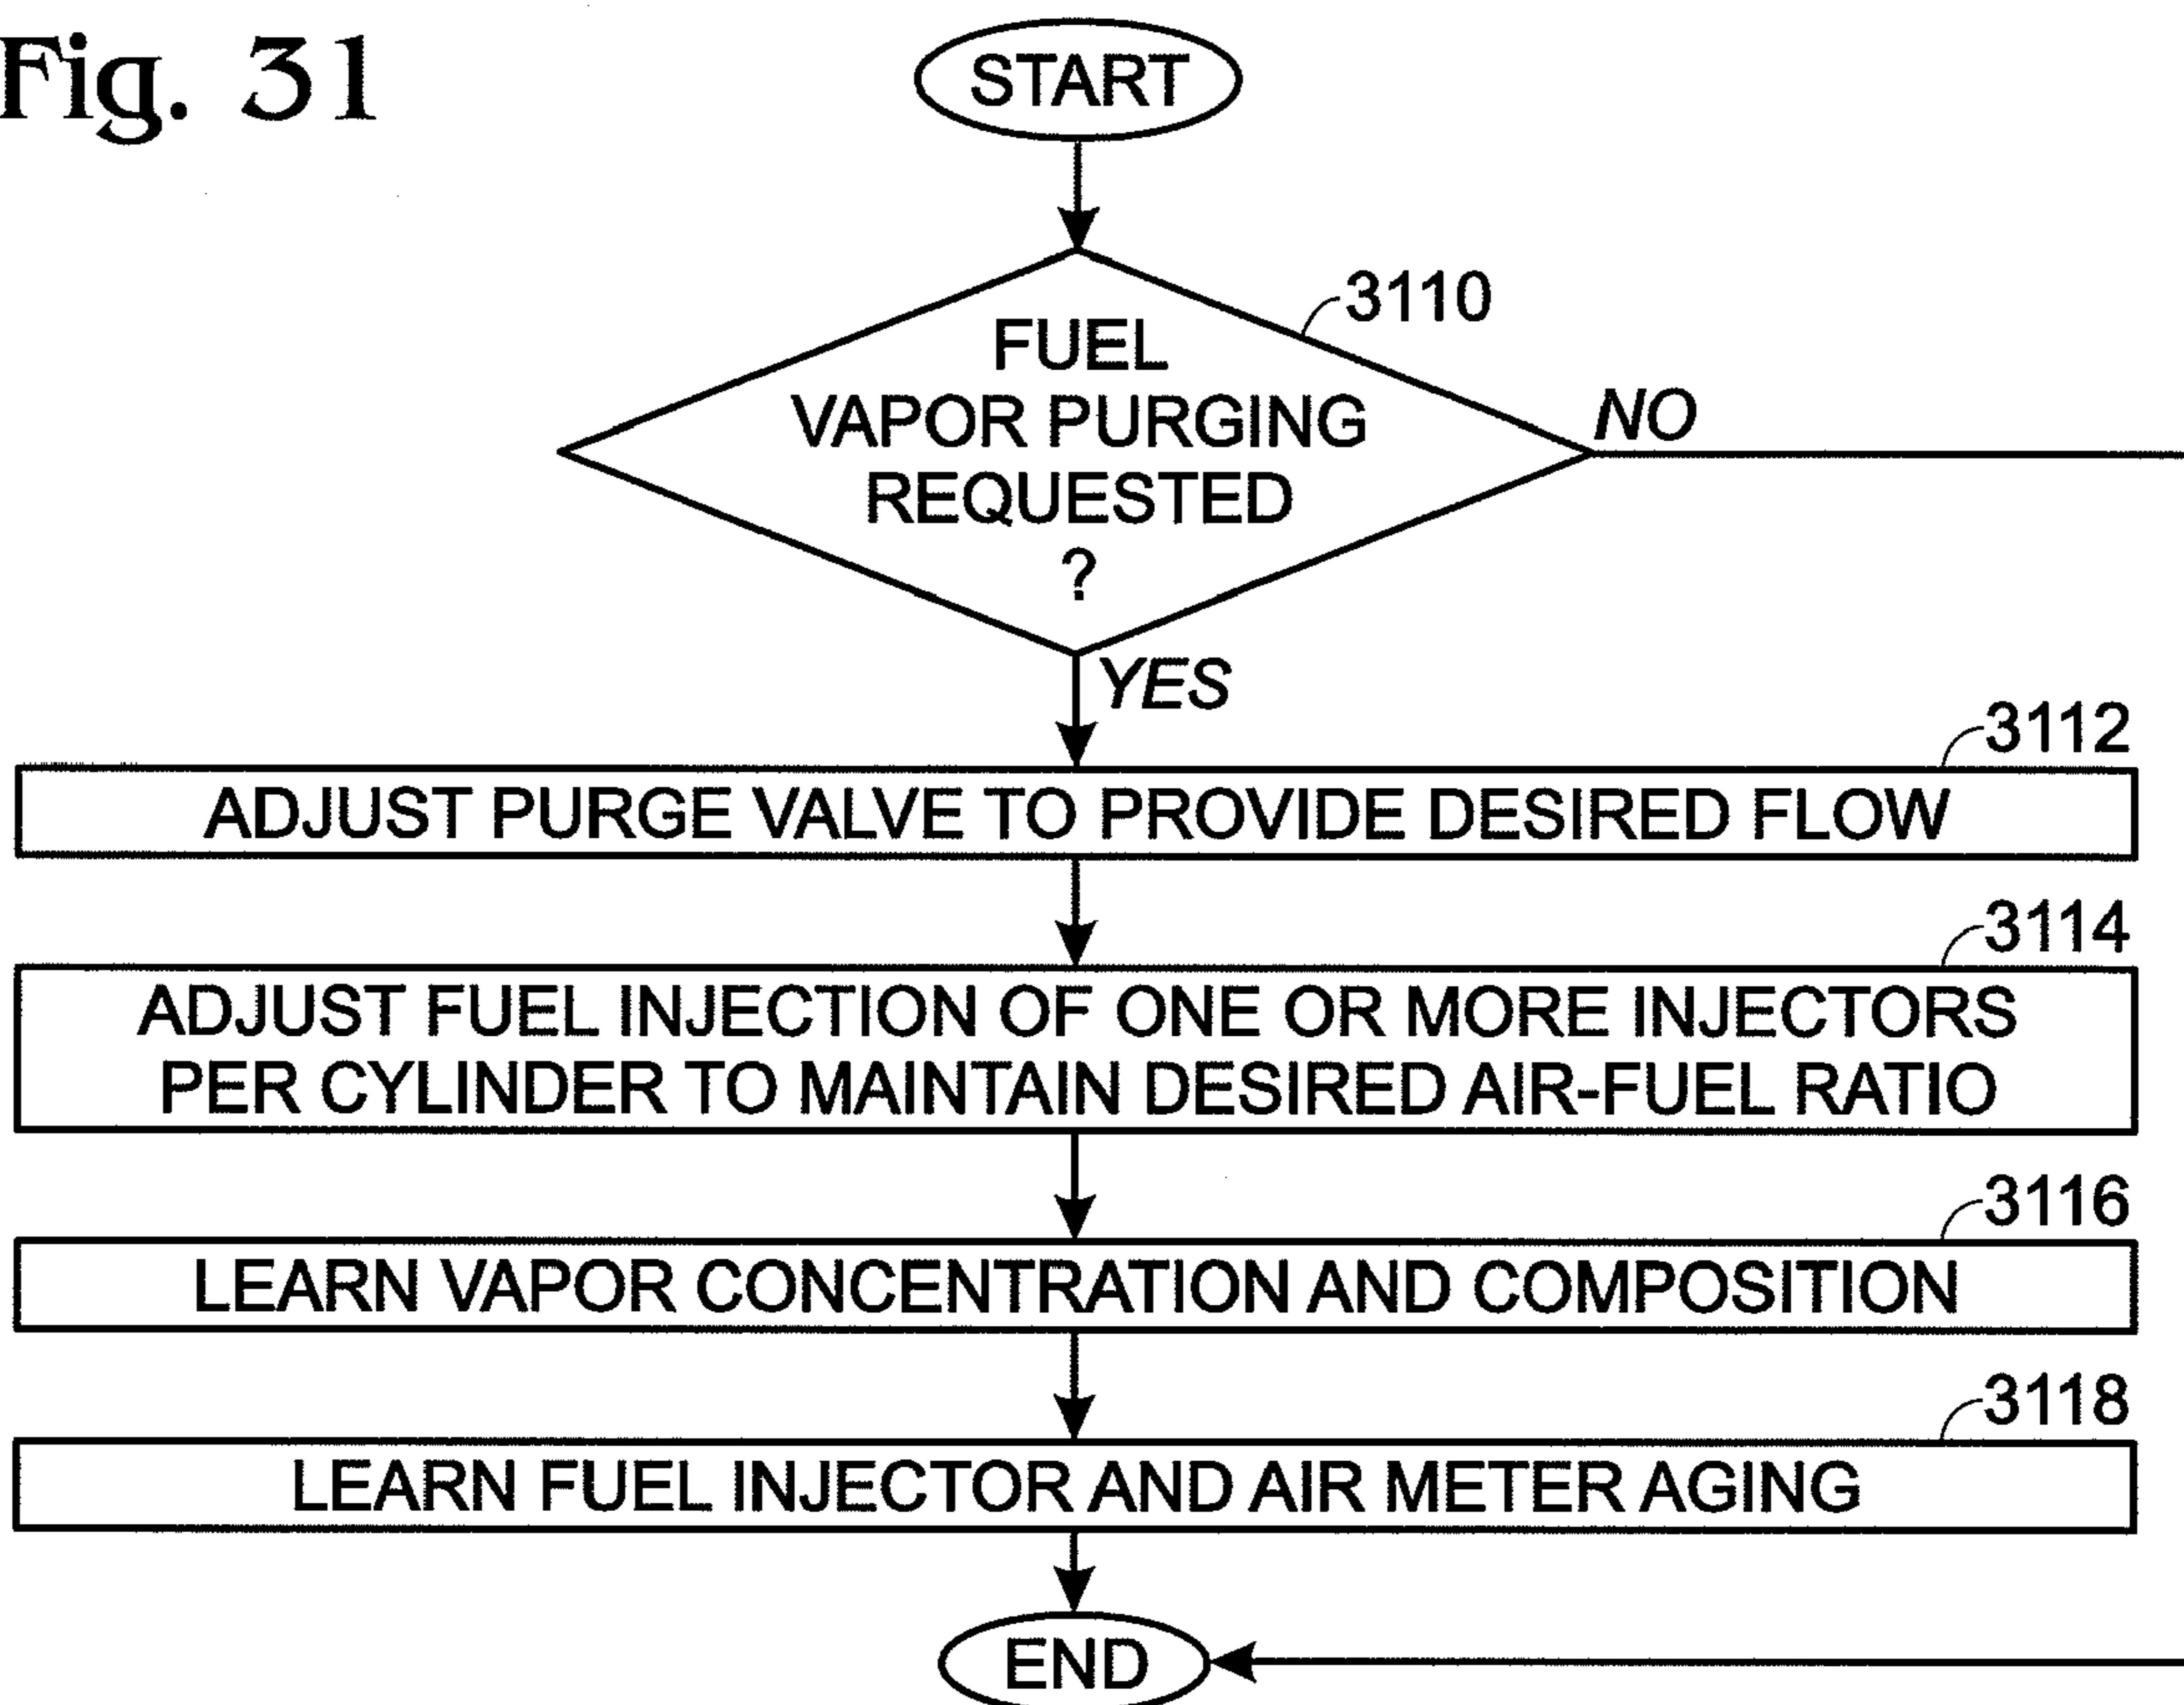 Fig. 31
START
3110
FUEL
VAPOR PURGING
REQUESTED
?
NO
YES
3112
ADJUST PURGE VALVE TO PROVIDE DESIRED FLOW
3114
ADJUST FUEL INJECTION OF ONE OR MORE INJECTORS
PER CYLINDER TO MAINTAIN DESIRED AIR-FUEL RATIO
3116
LEARN VAPOR CONCENTRATION AND COMPOSITION
3118
LEARN FUEL INJECTOR AND AIR METER AGING
END